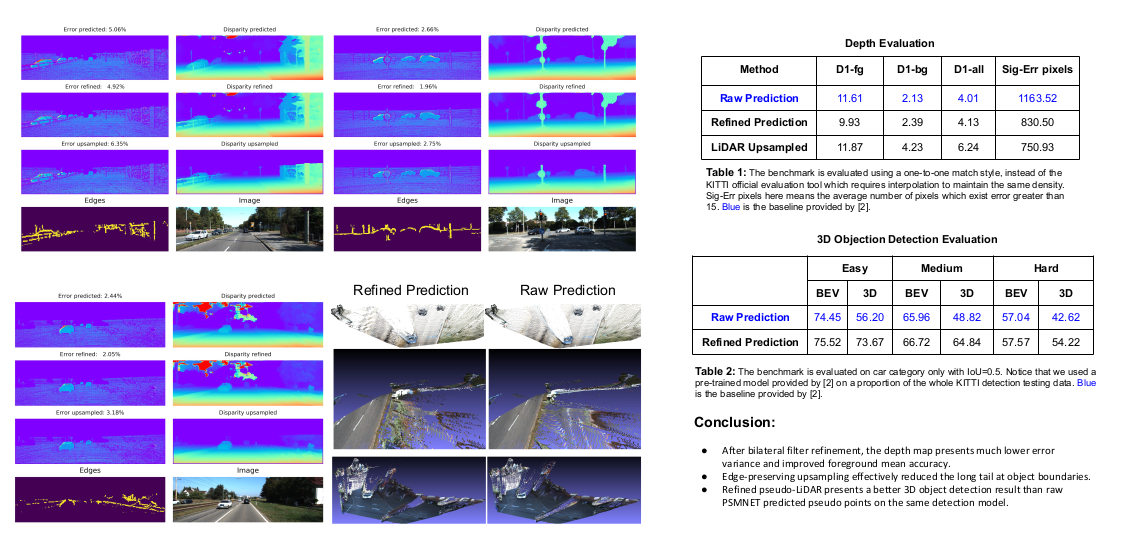 Error predicted: 5.06%
Disparity predicted
Error refined: 4.92%
Disparity refined
Error upsampled: 6.35%
Disparity upsampled
Edges
Image
Error predicted: 2.66%
Disparity predicted
Error refined: 1.96%
Disparity refined
Error upsampled: 2.75%
Disparity upsampled
Edges
Image
Error predicted: 2.44%
Disparity predicted
Error refined: 2.05%
Disparity refined
Error upsampled: 3.18%
Disparity upsampled
Edges
Image
Refined Prediction
Raw Prediction
Depth Evaluation
Method D1-fg D1-bg D1-all Sig-Err pixels
Raw Prediction 11.61 2.13 4.01 1163.52
Refined Prediction 9.93 2.39 4.13 830.50
LiDAR Upsampled 11.87 4.23 6.24 750.93
Table 1: The benchmark is evaluated using a one-to-one match style, instead of the
KITTI official evaluation tool which requires interpolation to maintain the same density.
Sig-Err pixels here means the average number of pixels which exist error greater than
15. Blue is the baseline provided by [2].
3D Objection Detection Evaluation
Easy Medium Hard
BEV 3D BEV 3D BEV 3D
Raw Prediction 74.45 56.20 65.96 48.82 57.04 42.62
Refined Prediction 75.52 73.67 66.72 64.84 57.57 54.22
Table 2: The benchmark is evaluated on car category only with IoU=0.5. Notice that we used a
pre-trained model provided by [2] on a proportion of the whole KITTI detection testing data. Blue
is the baseline provided by [2].
Conclusion:
● After bilateral filter refinement, the depth map presents much lower error
variance and improved foreground mean accuracy.
● Edge-preserving upsampling effectively reduced the long tail at object boundaries.
● Refined pseudo-LiDAR presents a better 3D object detection result than raw
PSMNET predicted pseudo points on the same detection model.